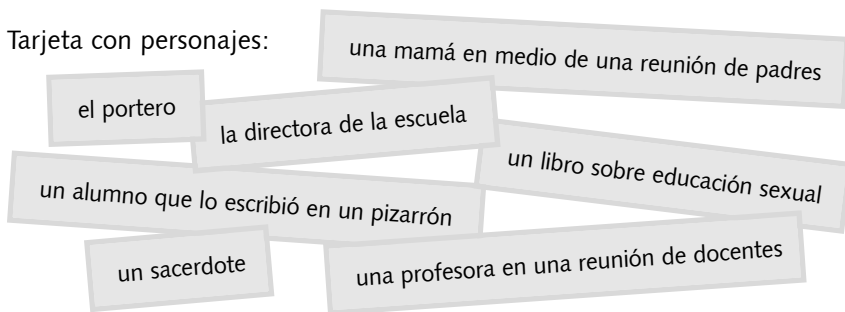 Tarjeta con personajes:
una mamá en medio de una reunión de padres
el portero
la directora de la escuela
un libro sobre educación sexual
un alumno que lo escribió en un pizarrón
un sacerdote
una profesora en una reunión de docentes